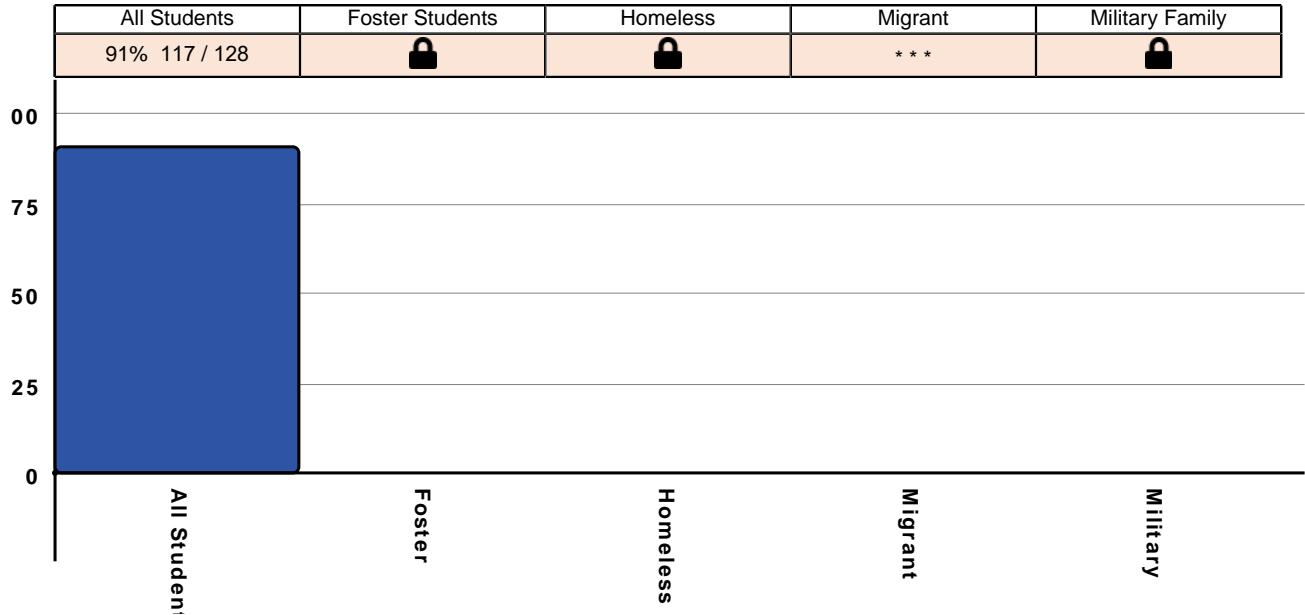 All Students Foster Students Homeless Migrant Military Family
91% 117 / 128 * * *
00
75
50
25
0
All Student
Foster
Homeless
Migrant
Military